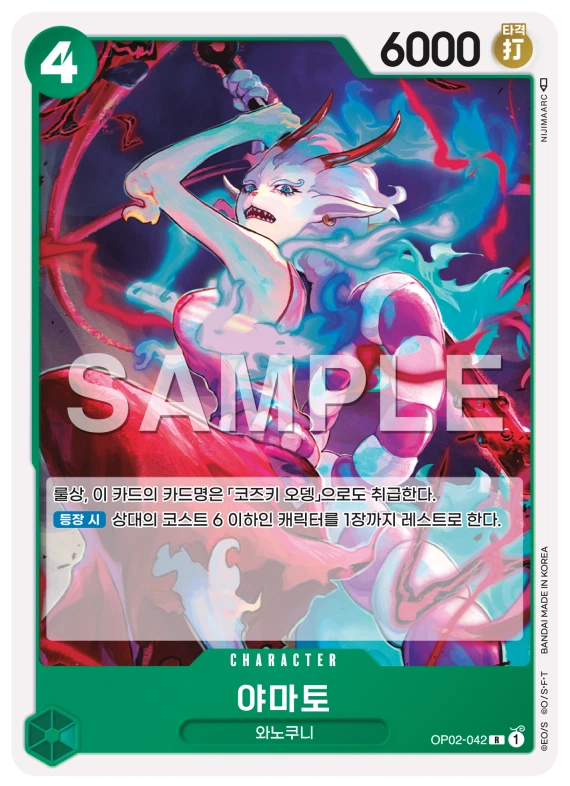 4
6000
타격
打
NIJIMAARC
SAMPLE
룰상, 이 카드의 카드명은 「코즈키 오뎅」으로도 취급한다.
등장 시 상대의 코스트 6 이하인 캐릭터를 1장까지 레스트로 한다.
CHARACTER
야마토
와노쿠니
OP02-042 R 1
©EO/S ©O/S·F·T BANDAI MADE IN KOREA